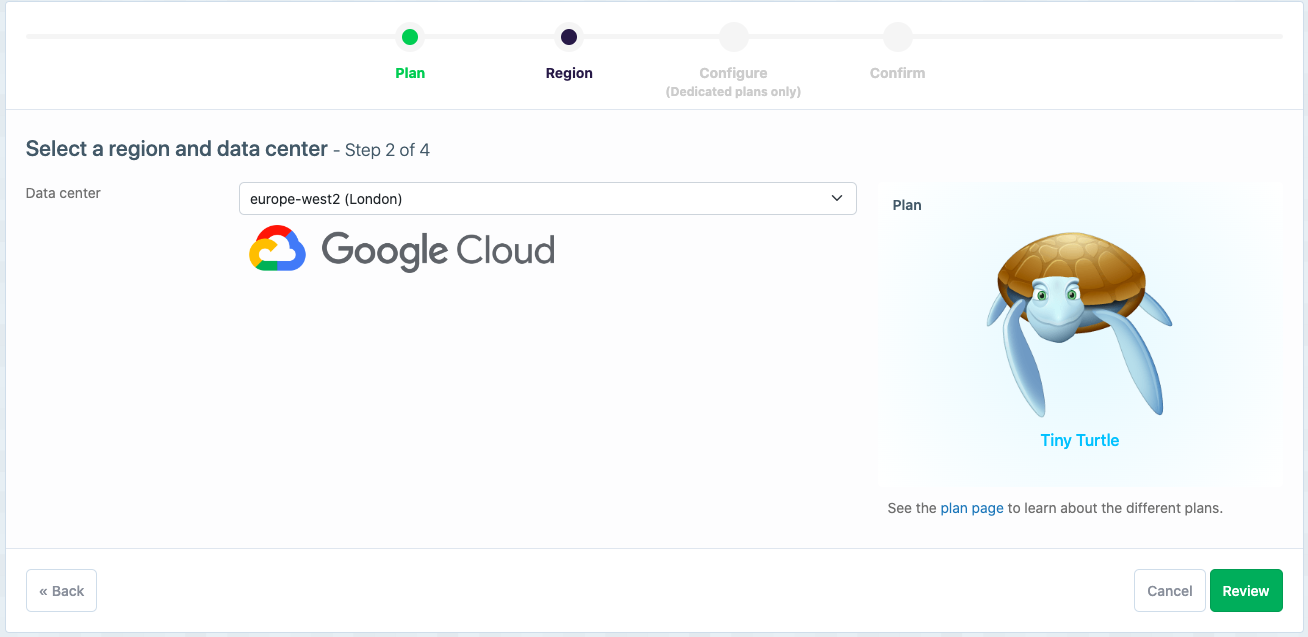 Plan
Region
Configure
(Dedicated plans only)
Confirm
Select a region and data center - Step 2 of 4
Data center
europe-west2 (London)
Google Cloud
Plan
Tiny Turtle
See the plan page to learn about the different plans.
« Back
Cancel
Review